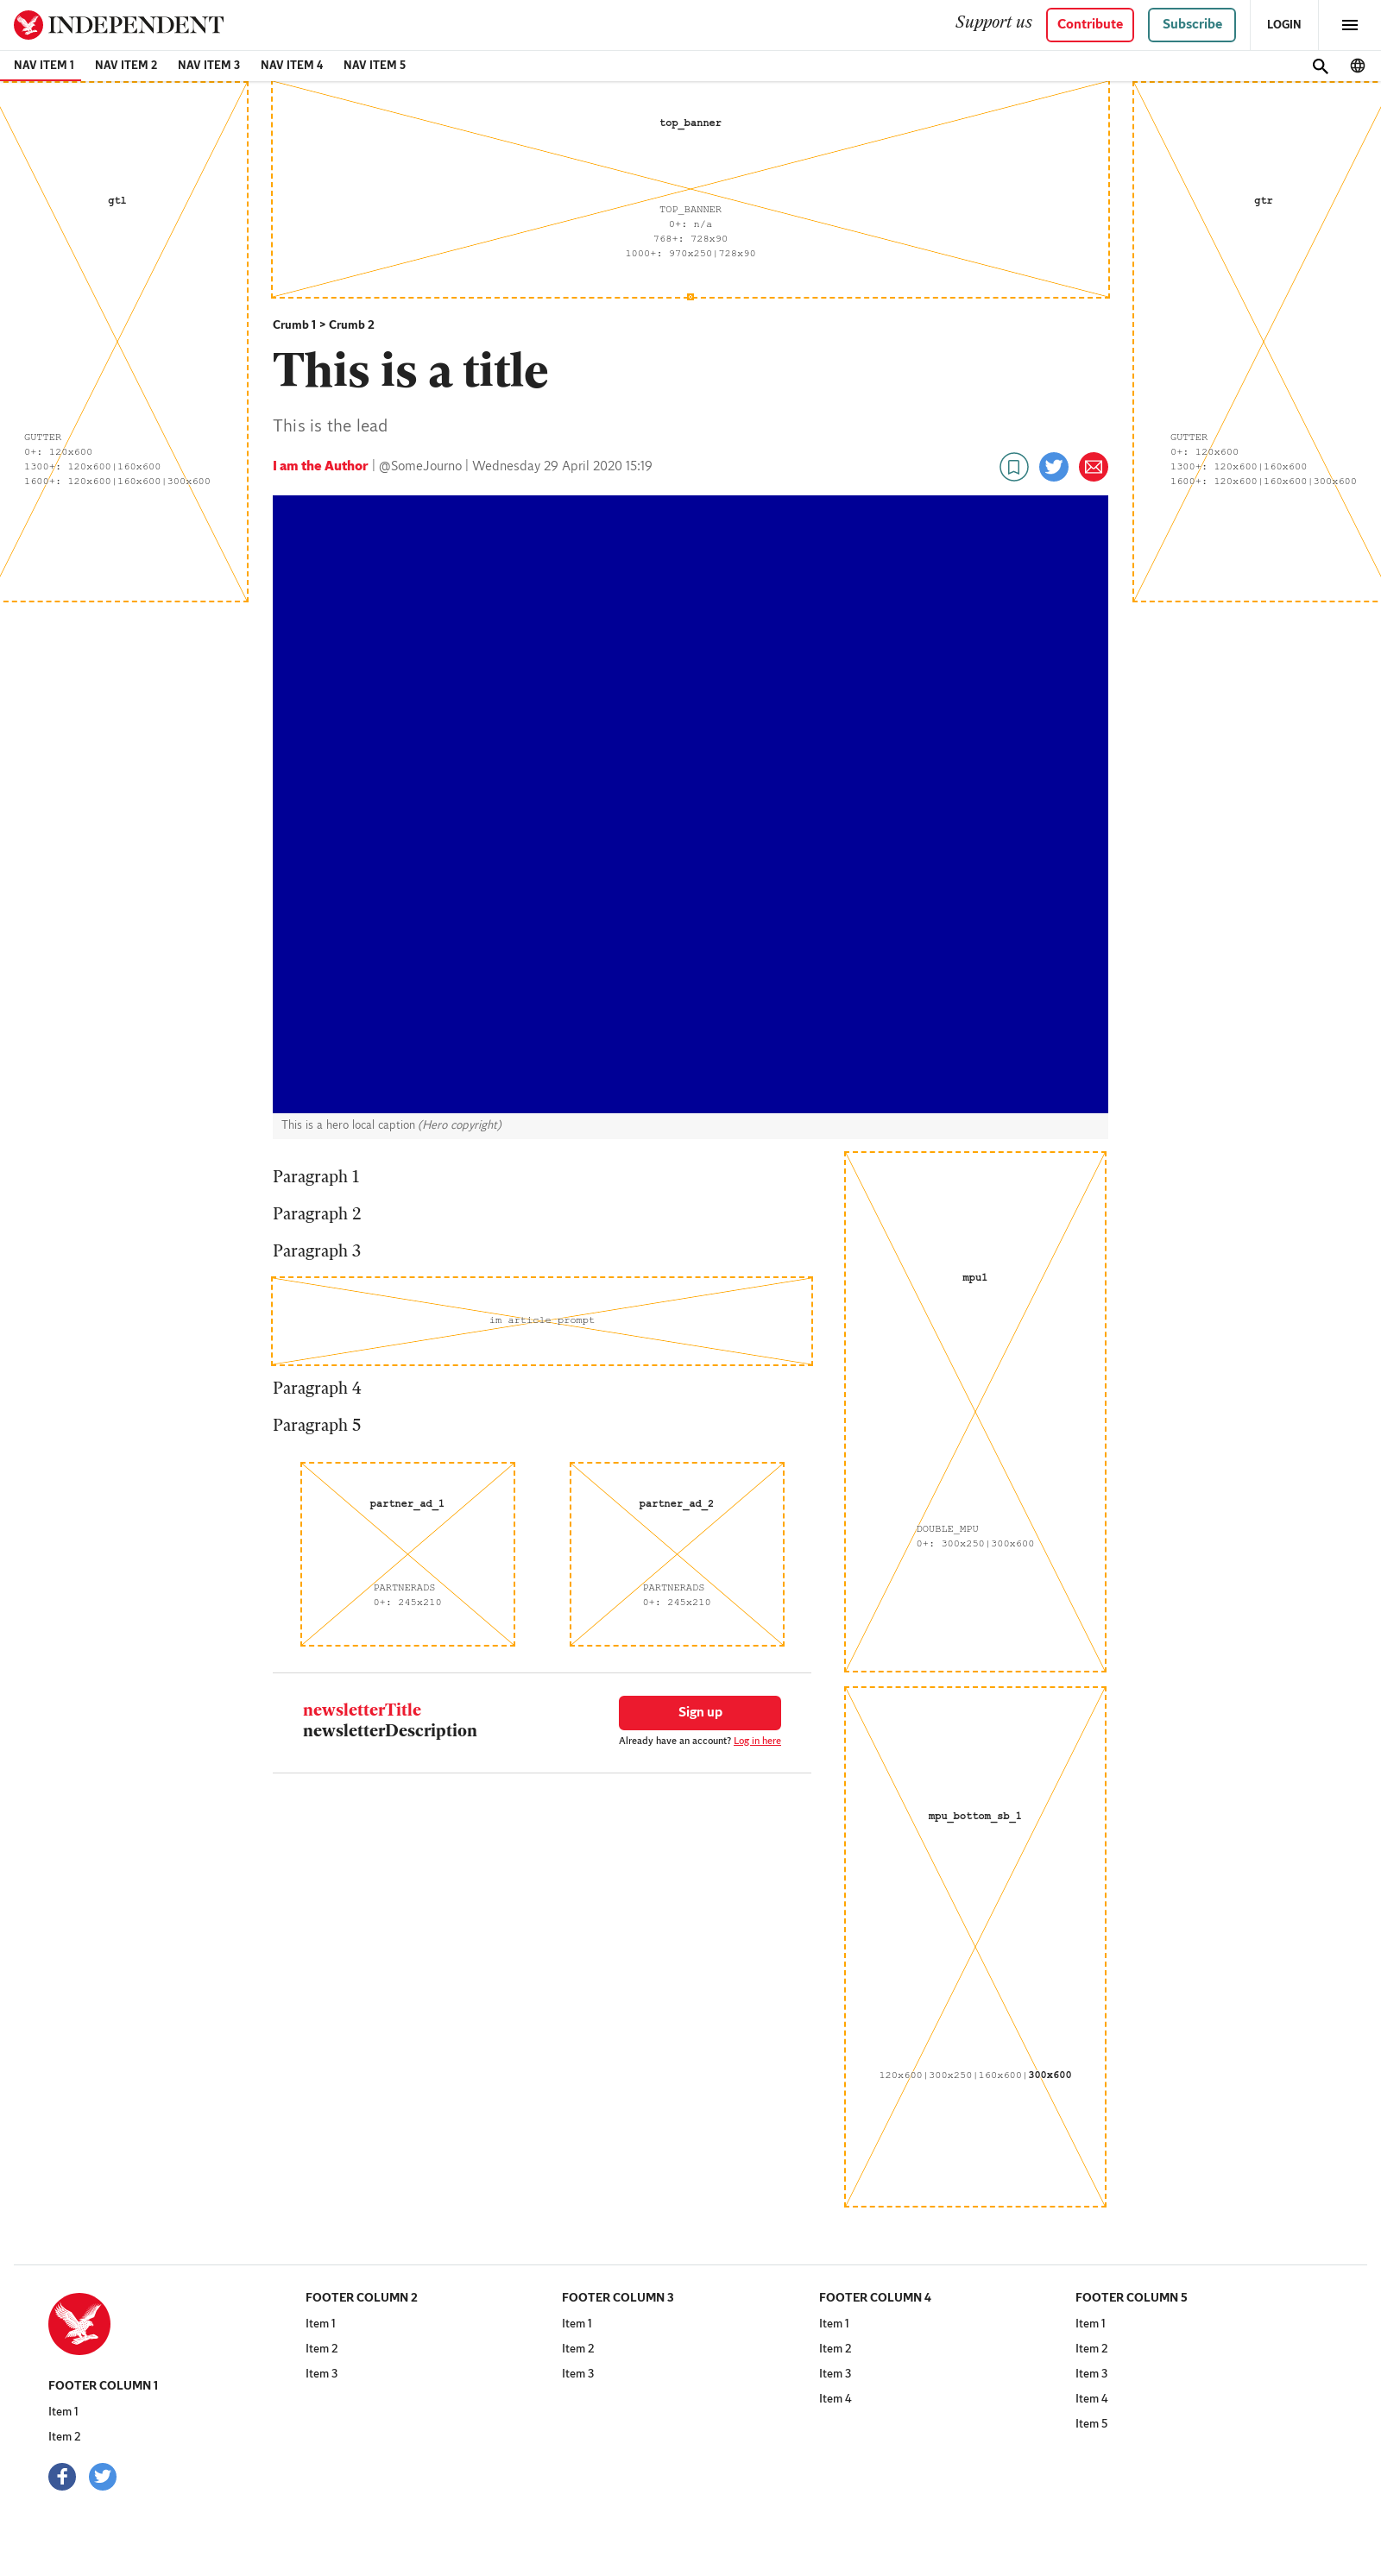 INDEPENDENT
Support us
Contribute
Subscribe
LOGIN
NAV ITEM 1
NAV ITEM 2
NAV ITEM 3
NAV ITEM 4
NAV ITEM 5
gtl
GUTTER
0+: 120x600
1300+: 120x600|160x600
1600+: 120x600|160x600|300x600
top_banner
TOP_BANNER
0+: n/a
768+: 728x90
1000+: 970x250|728x90
gtr
GUTTER
0+: 120x600
1300+: 120x600|160x600
1600+: 120x600|160x600|300x600
Crumb 1 > Crumb 2
This is a title
This is the lead
I am the Author | @SomeJourno | Wednesday 29 April 2020 15:19
This is a hero local caption (Hero copyright)
Paragraph 1
Paragraph 2
Paragraph 3
im article prompt
Paragraph 4
Paragraph 5
partner_ad_1
PARTNERADS
0+: 245x210
partner_ad_2
PARTNERADS
0+: 245x210
newsletterTitle
newsletterDescription
Sign up
Already have an account? Log in here
mpu1
DOUBLE_MPU
0+: 300x250|300x600
mpu_bottom_sb_1
120x600|300x250|160x600|300x600
FOOTER COLUMN 1
Item 1
Item 2
FOOTER COLUMN 2
Item 1
Item 2
Item 3
FOOTER COLUMN 3
Item 1
Item 2
Item 3
FOOTER COLUMN 4
Item 1
Item 2
Item 3
Item 4
FOOTER COLUMN 5
Item 1
Item 2
Item 3
Item 4
Item 5